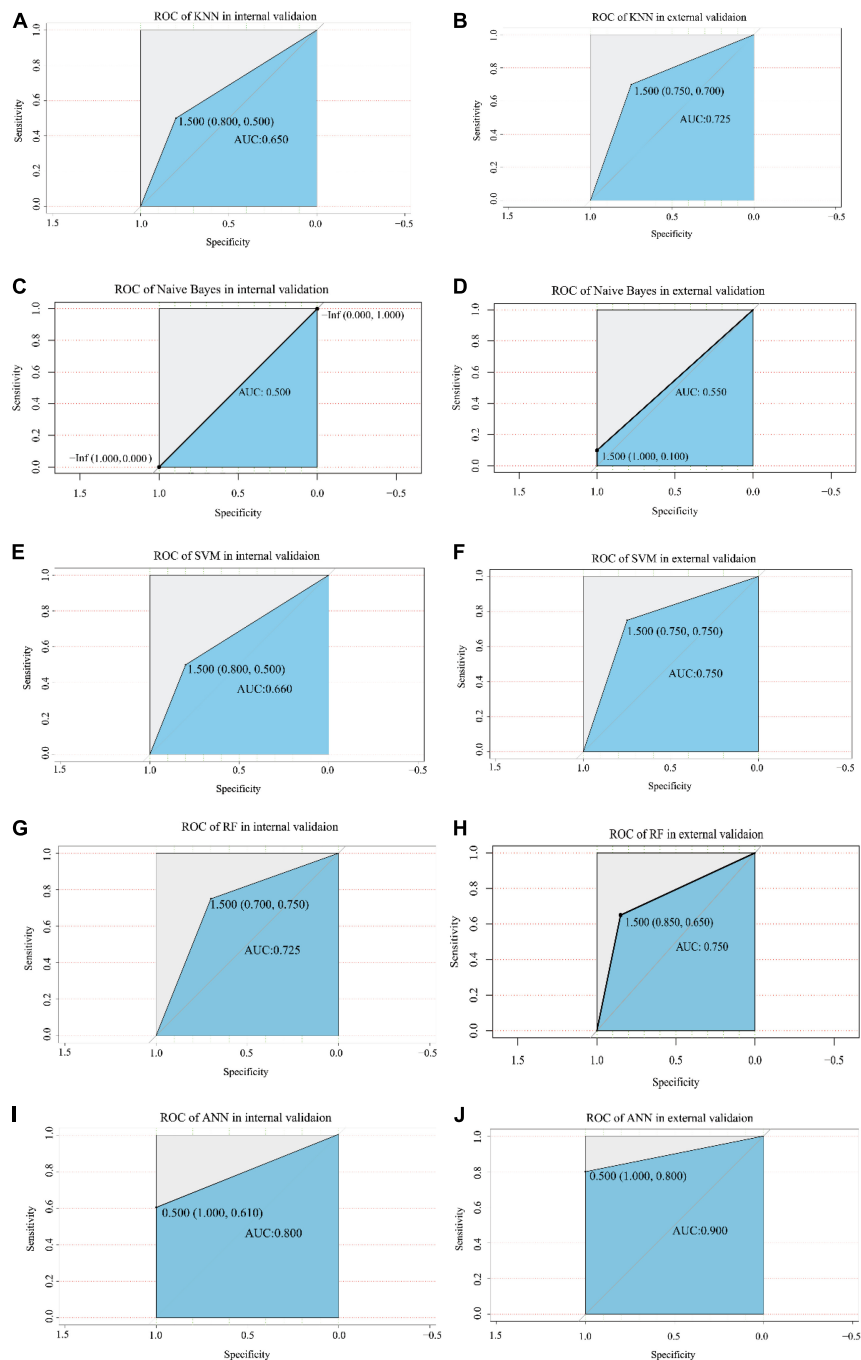 A
ROC of KNN in internal validaion
Sensitivity
0.0 0.2 0.4 0.6 0.8 1.0
1.500 (0.800, 0.500)
AUC:0.650
1.5 1.0 0.5 0.0 −0.5
Specificity
B
ROC of KNN in external validaion
Sensitivity
0.0 0.2 0.4 0.6 0.8 1.0
1.500 (0.750, 0.700)
AUC:0.725
1.5 1.0 0.5 0.0 −0.5
Specificity
C
ROC of Naive Bayes in internal validation
Sensitivity
0.0 0.2 0.4 0.6 0.8 1.0
−Inf (0.000, 1.000)
AUC: 0.500
−Inf (1.000, 0.000)
1.5 1.0 0.5 0.0 −0.5
Specificity
D
ROC of Naive Bayes in external validation
Sensitivity
0.0 0.2 0.4 0.6 0.8 1.0
AUC: 0.550
1.500 (1.000, 0.100)
1.5 1.0 0.5 0.0 −0.5
Specificity
E
ROC of SVM in internal validaion
Sensitivity
0.0 0.2 0.4 0.6 0.8 1.0
1.500 (0.800, 0.500)
AUC:0.660
1.5 1.0 0.5 0.0 −0.5
Specificity
F
ROC of SVM in external validaion
Sensitivity
0.0 0.2 0.4 0.6 0.8 1.0
1.500 (0.750, 0.750)
AUC:0.750
1.5 1.0 0.5 0.0 −0.5
Specificity
G
ROC of RF in internal validaion
Sensitivity
0.0 0.2 0.4 0.6 0.8 1.0
1.500 (0.700, 0.750)
AUC:0.725
1.5 1.0 0.5 0.0 −0.5
Specificity
H
ROC of RF in external validaion
Sensitivity
0.0 0.2 0.4 0.6 0.8 1.0
1.500 (0.850, 0.650)
AUC: 0.750
1.5 1.0 0.5 0.0 −0.5
Specificity
I
ROC of ANN in internal validaion
Sensitivity
0.0 0.2 0.4 0.6 0.8 1.0
0.500 (1.000, 0.610)
AUC:0.800
1.5 1.0 0.5 0.0 −0.5
Specificity
J
ROC of ANN in external validaion
Sensitivity
0.0 0.2 0.4 0.6 0.8 1.0
0.500 (1.000, 0.800)
AUC:0.900
1.5 1.0 0.5 0.0 −0.5
Specificity